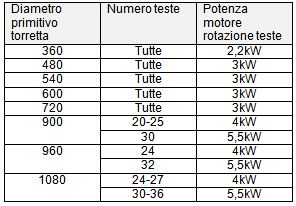 Diametro primitivo torretta Numero teste Potenza motore rotazione teste
360 Tutte 2,2kW
480 Tutte 3kW
540 Tutte 3kW
600 Tutte 3kW
720 Tutte 3kW
900 20-25 4kW
30 5,5kW
960 24 4kW
32 5,5kW
1080 24-27 4kW
30-36 5,5kW